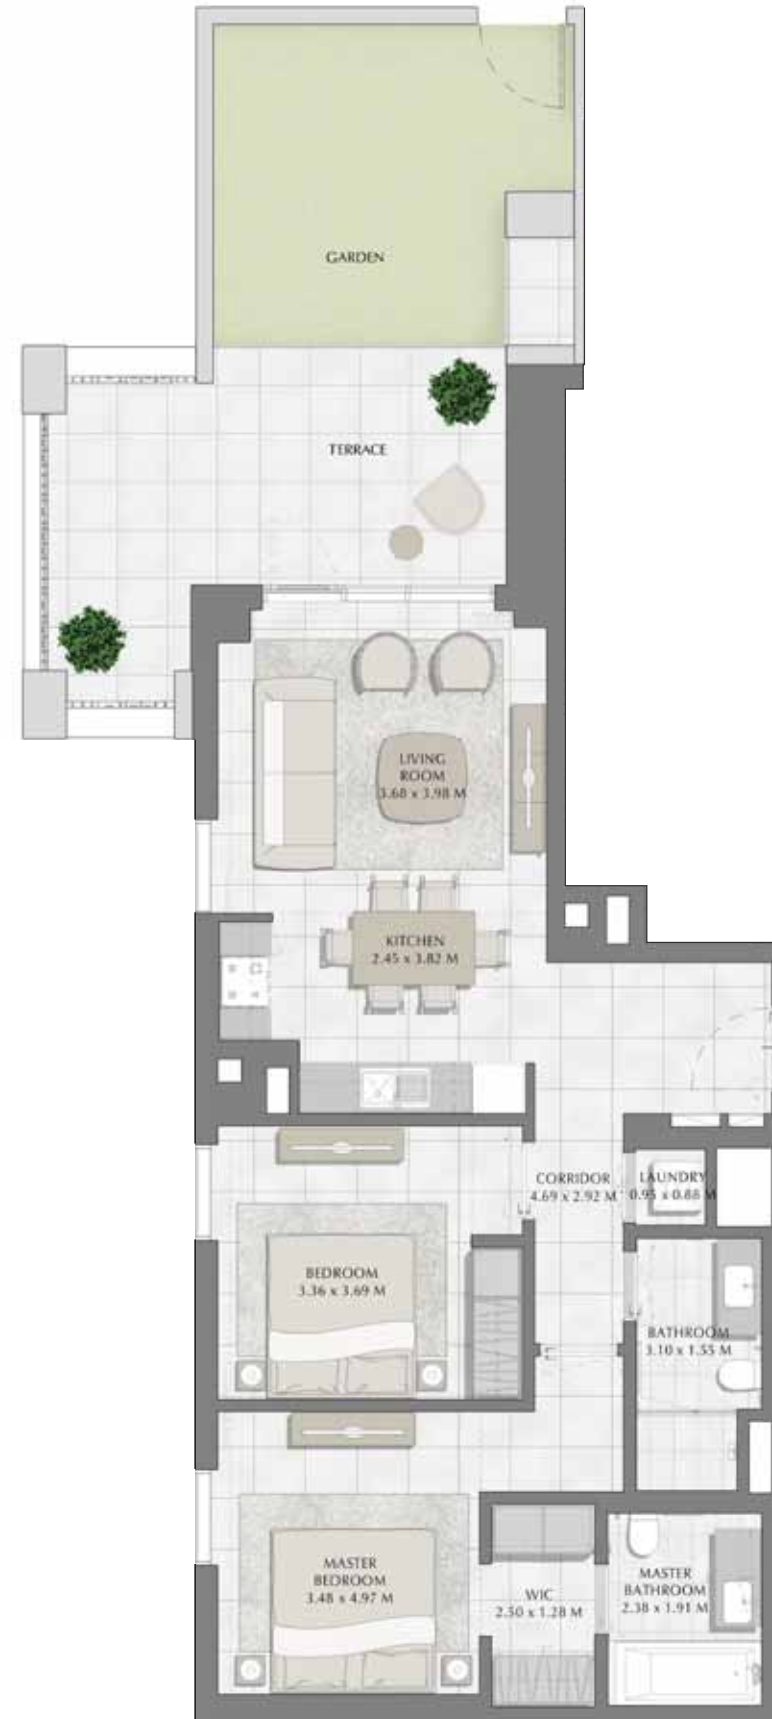 GARDEN
TERRACE
LIVING
ROOM
3.68 x 3.98 M
KITCHEN
2.45 x 3.82 M
CORRIDOR
4.69 x 2.92 M
LAUNDRY
0.95 x 0.88 M
BEDROOM
3.36 x 3.69 M
BATHROOM
3.10 x 1.55 M
MASTER
BEDROOM
3.48 x 4.97 M
WIC
2.50 x 1.28 M
MASTER
BATHROOM
2.38 x 1.91 M